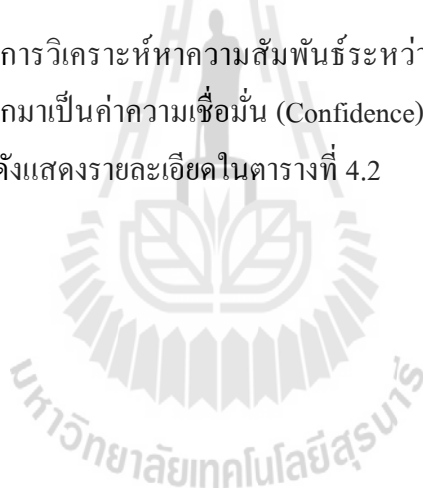 การวิเคราะห์หาความสัมพันธ์ระหว่า
กมาเป็นค่าความเชื่อมั่น (Confidence)
ดังแสดงรายละเอียดในตารางที่ 4.2
มหาวิทยาลัยเทคโนโลยีสุรนารี